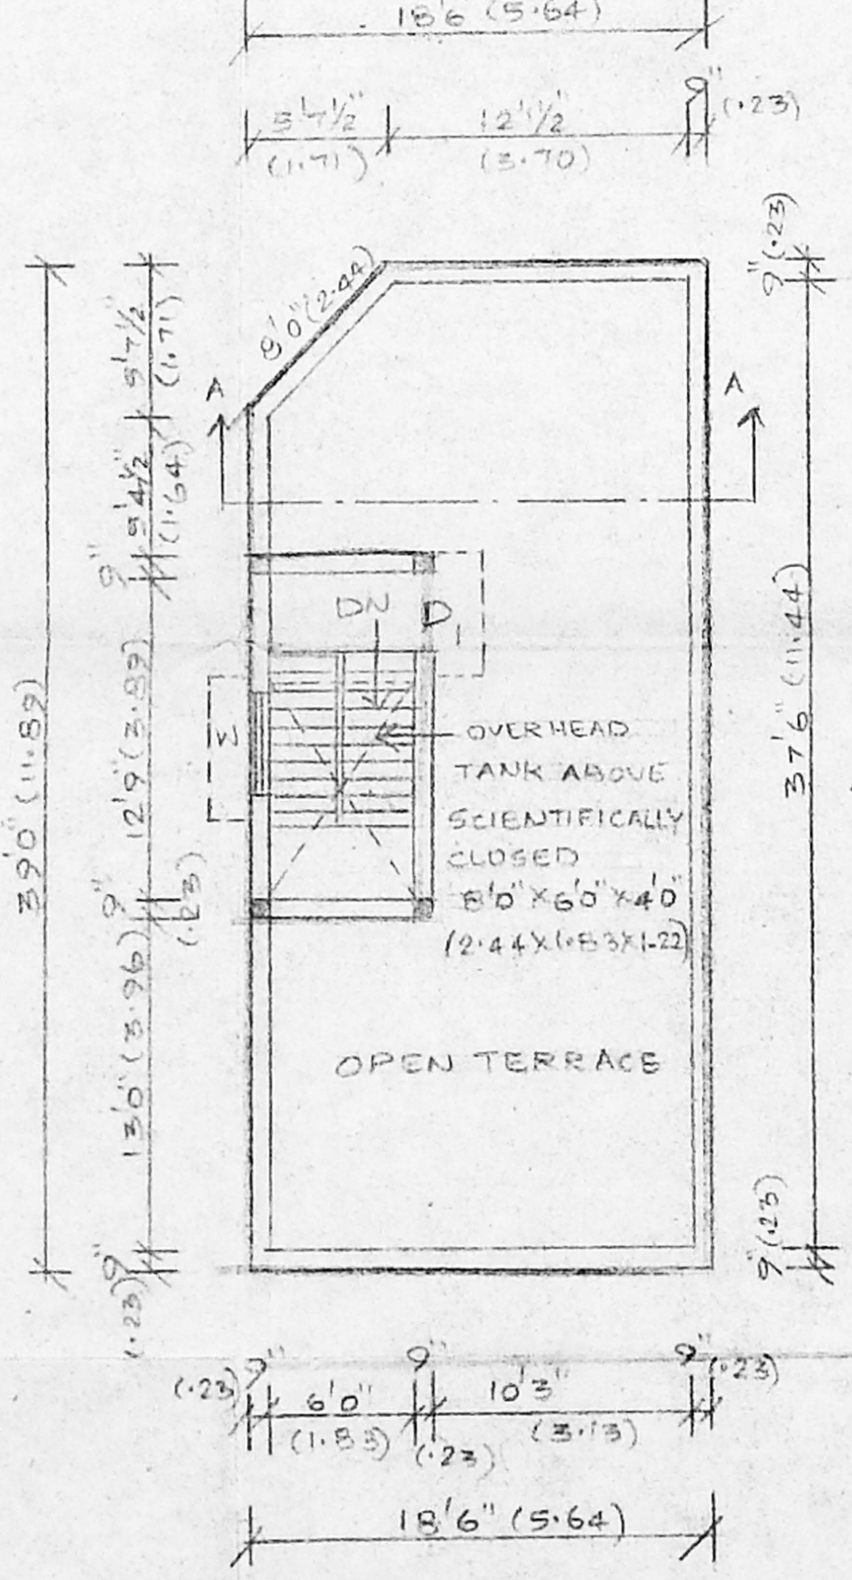 18'6 (5.64)
5'7½" 12'1½" 9" (.23)
(1.71) (3.70)
9" (.23)
8'0" (2.44)
5'7½
(1.71)
A A
9'4½
(1.64)
9"
DN D1
37'6" (11.44)
12'9" (3.89)
39'0" (11.89)
W
OVERHEAD
TANK ABOVE
SCIENTIFICALLY
CLOSED
8'0" X 6'0" X 4'0"
(2.44 X 1.83 X 1.22)
9"
(.23)
13'0" (3.96)
OPEN TERRACE
9"
(.23)
9" (.23)
(.23) 9" 9" 9" (.23)
6'0" 10'3"
(1.83) (.23) (3.13)
18'6" (5.64)